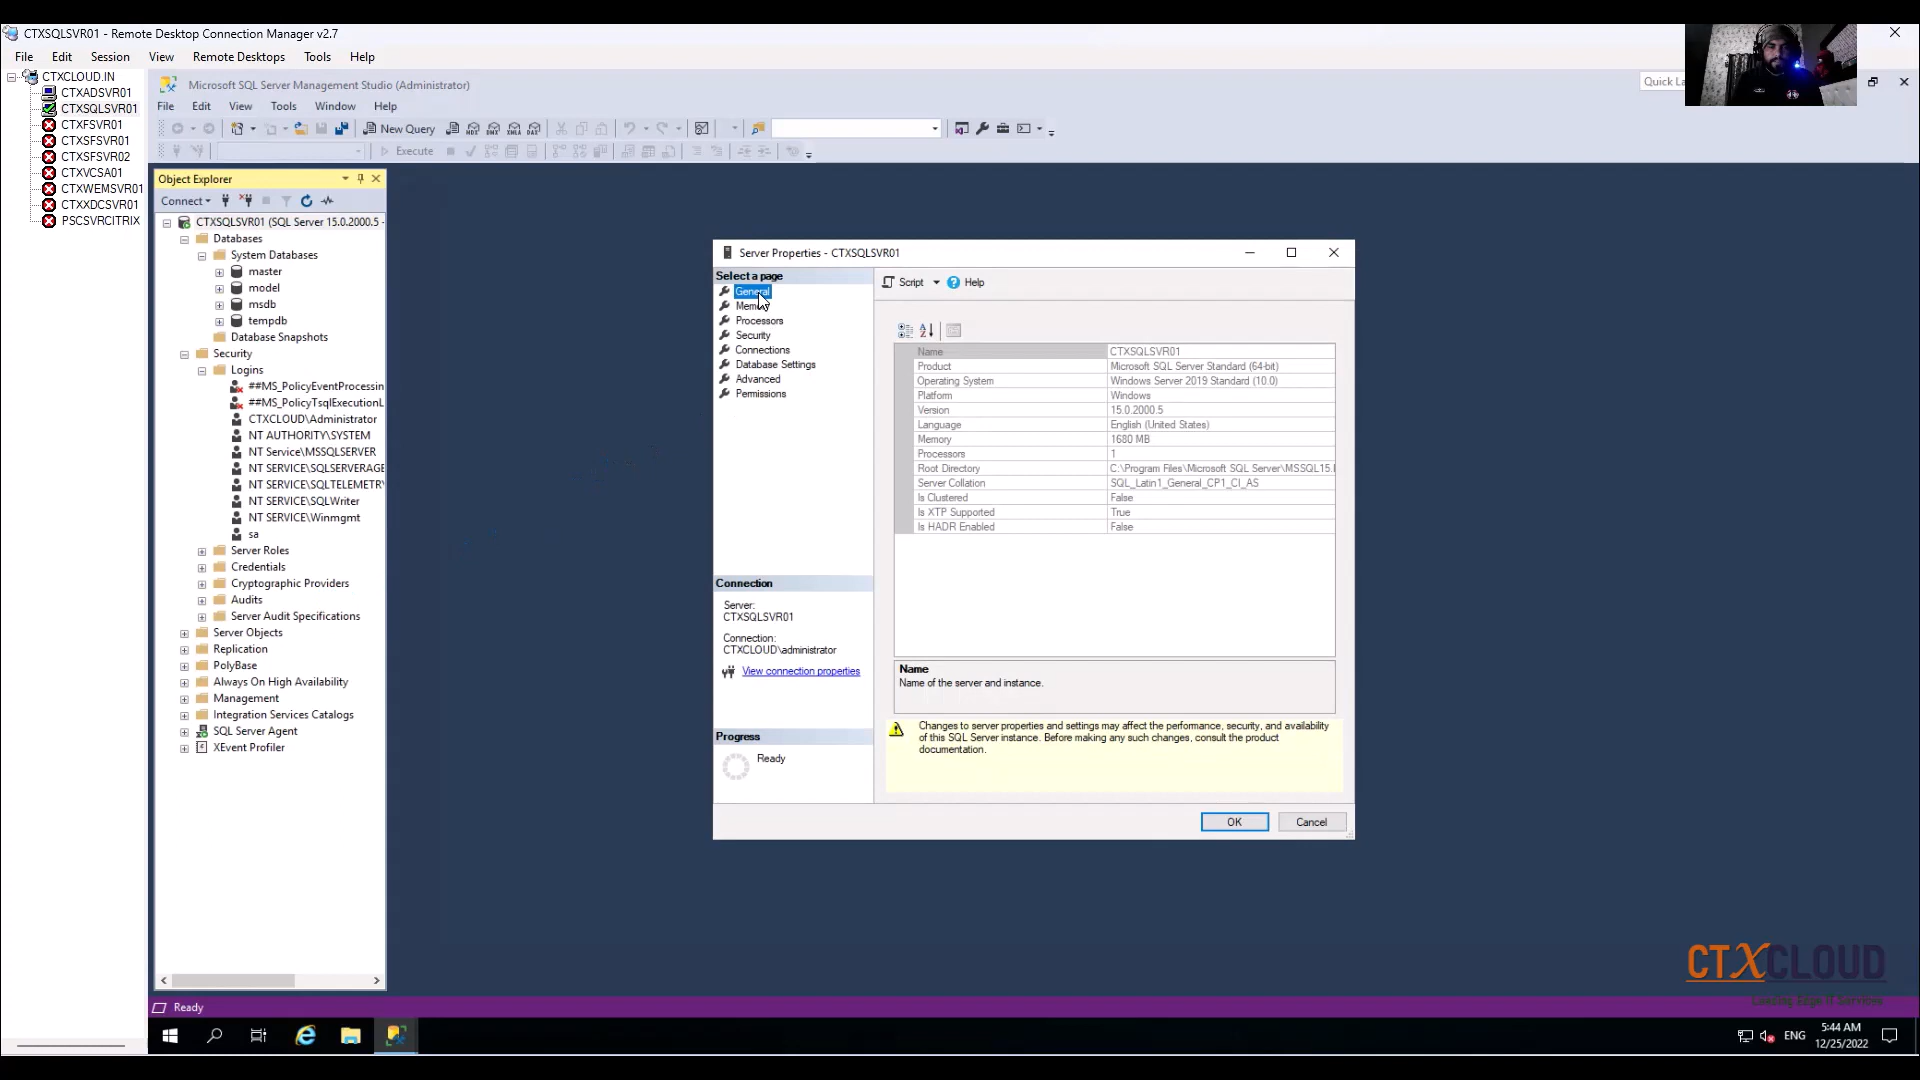 CTXSQLSVR01 - Remote Desktop Connection Manager v2.7
File Edit Session View Remote Desktops Tools Help
CTXCLOUD.IN
CTXADSVR01
CTXSQLSVR01
CTXFSVR01
CTXSFSVR01
CTXSFSVR02
CTXVCSA01
CTXWEMSVR01
CTXXDCSVR01
PSCSVRCITRIX
Microsoft SQL Server Management Studio (Administrator)
Quick La
File Edit View Tools Window Help
New Query
MDX DMX XMLA DAX
Execute
Object Explorer
Connect
CTXSQLSVR01 (SQL Server 15.0.2000.5 -
Databases
System Databases
master
model
msdb
tempdb
Database Snapshots
Security
Logins
##MS_PolicyEventProcessin
##MS_PolicyTsqlExecutionL
CTXCLOUD\Administrator
NT AUTHORITY\SYSTEM
NT Service\MSSQLSERVER
NT SERVICE\SQLSERVERAGE
NT SERVICE\SQLTELEMETRY
NT SERVICE\SQLWriter
NT SERVICE\Winmgmt
sa
Server Roles
Credentials
Cryptographic Providers
Audits
Server Audit Specifications
Server Objects
Replication
PolyBase
Always On High Availability
Management
Integration Services Catalogs
SQL Server Agent
XEvent Profiler
Server Properties - CTXSQLSVR01
Select a page
General
Processors
Security
Connections
Database Settings
Advanced
Permissions
Connection
Server:
CTXSQLSVR01
Connection:
CTXCLOUD\administrator
View connection properties
Progress
Ready
Script Help
Name CTXSQLSVR01
Product Microsoft SQL Server Standard (64-bit)
Operating System Windows Server 2019 Standard (10.0)
Platform Windows
Version 15.0.2000.5
Language English (United States)
Memory 1680 MB
Processors 1
Root Directory C:\Program Files\Microsoft SQL Server\MSSQL15.
Server Collation SQL_Latin1_General_CP1_CI_AS
Is Clustered False
Is XTP Supported True
Is HADR Enabled False
Name
Name of the server and instance.
Changes to server properties and settings may affect the performance, security, and availability
of this SQL Server instance. Before making any such changes, consult the product
documentation.
OK Cancel
CTXCLOUD
Leading Edge IT Services
Ready
ENG
5:44 AM
12/25/2022